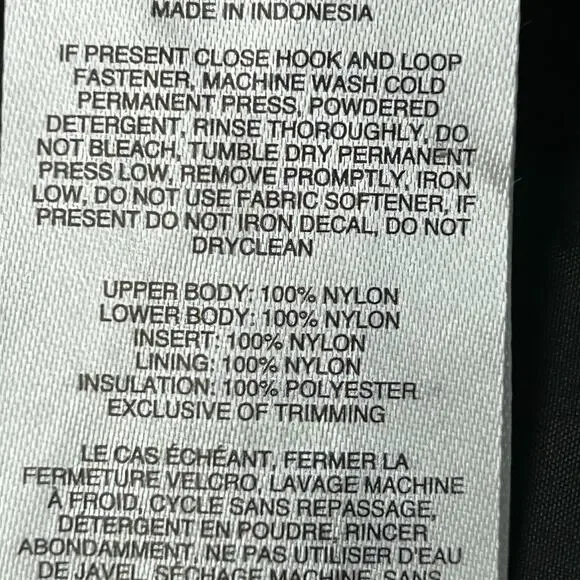 MADE IN INDONESIA
IF PRESENT CLOSE HOOK AND LOOP
FASTENER, MACHINE WASH COLD
PERMANENT PRESS, POWDERED
DETERGENT, RINSE THOROUGHLY, DO
NOT BLEACH, TUMBLE DRY PERMANENT
PRESS LOW, REMOVE PROMPTLY, IRON
LOW, DO NOT USE FABRIC SOFTENER, IF
PRESENT DO NOT IRON DECAL, DO NOT
DRYCLEAN
UPPER BODY: 100% NYLON
LOWER BODY: 100% NYLON
INSERT: 100% NYLON
LINING: 100% NYLON
INSULATION: 100% POLYESTER
EXCLUSIVE OF TRIMMING
LE CAS ÉCHÉANT, FERMER LA
FERMETURE VELCRO, LAVAGE MACHINE
À FROID, CYCLE SANS REPASSAGE,
DÉTERGENT EN POUDRE, RINCER
ABONDAMMENT, NE PAS UTILISER D'EAU
DE JAVEL, SÉCHAGE MACHINE, SANS